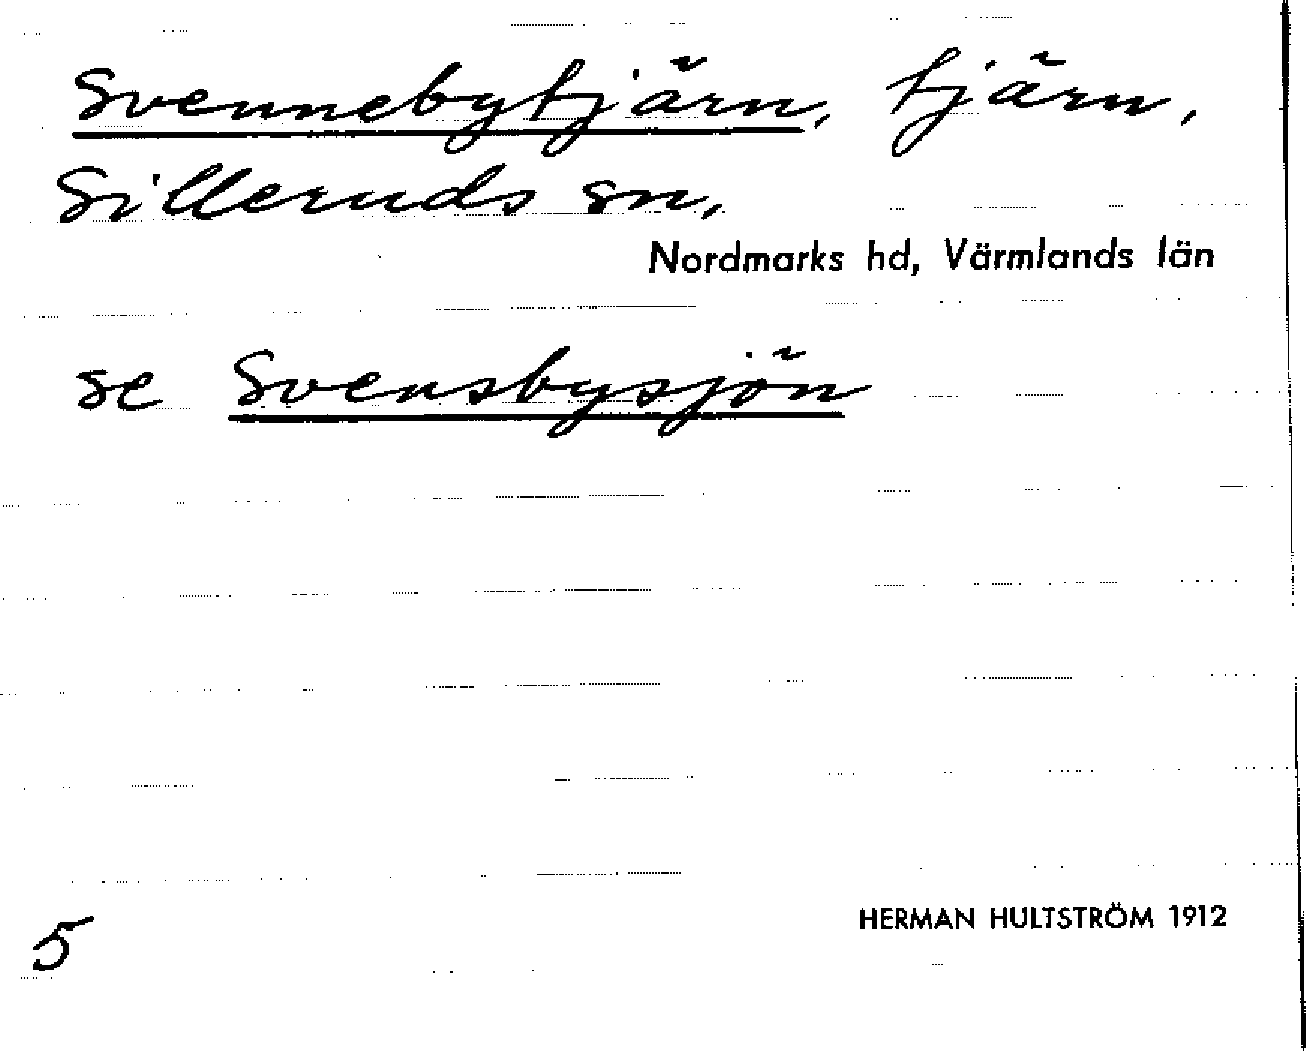 Svennebytjärn, tjärn,
Silleruds sn,
Nordmarks hd, Värmlands län
se Svensbysjön
5
HERMAN HULTSTRÖM 1912